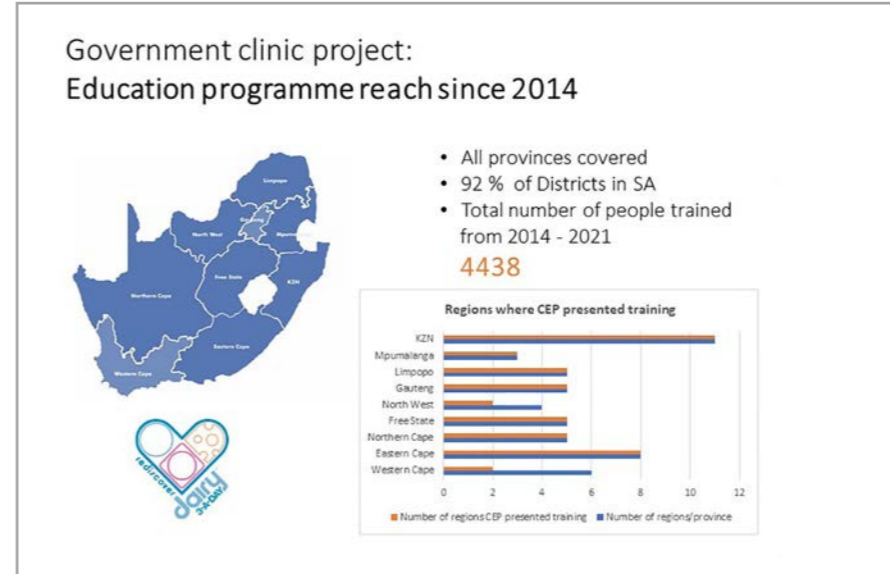 Government clinic project:
Education programme reach since 2014
• All provinces covered
• 92 % of Districts in SA
• Total number of people trained
from 2014 - 2021
4438
Limpopo
Gauteng
North West
Mpumalanga
Free State
KZN
Northern Cape
Eastern Cape
Western Cape
rediscover
dairy
3-A-DAY
Regions where CEP presented training
KZN
Mpumalanga
Limpopo
Gauteng
North West
Free State
Northern Cape
Eastern Cape
Western Cape
0 2 4 6 8 10 12
Number of regions CEP presented training Number of regions/province